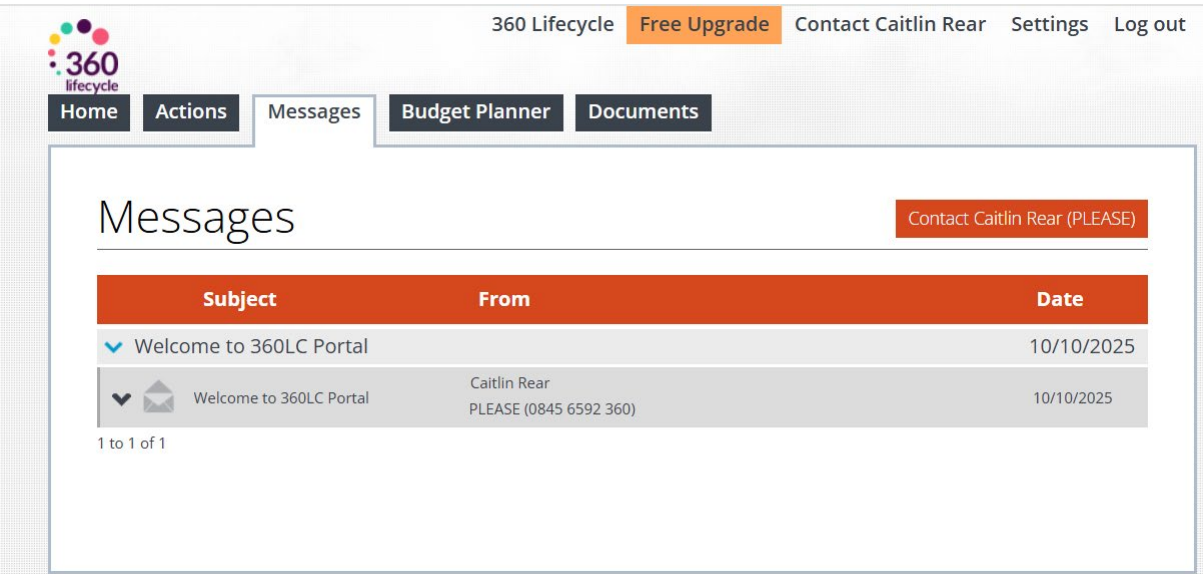 360 Lifecycle Free Upgrade Contact Caitlin Rear Settings Log out
360
lifecycle
Home Actions Messages Budget Planner Documents
Messages
Contact Caitlin Rear (PLEASE)
Subject From Date
Welcome to 360LC Portal 10/10/2025
Caitlin Rear
Welcome to 360LC Portal 10/10/2025
PLEASE (0845 6592 360)
1 to 1 of 1